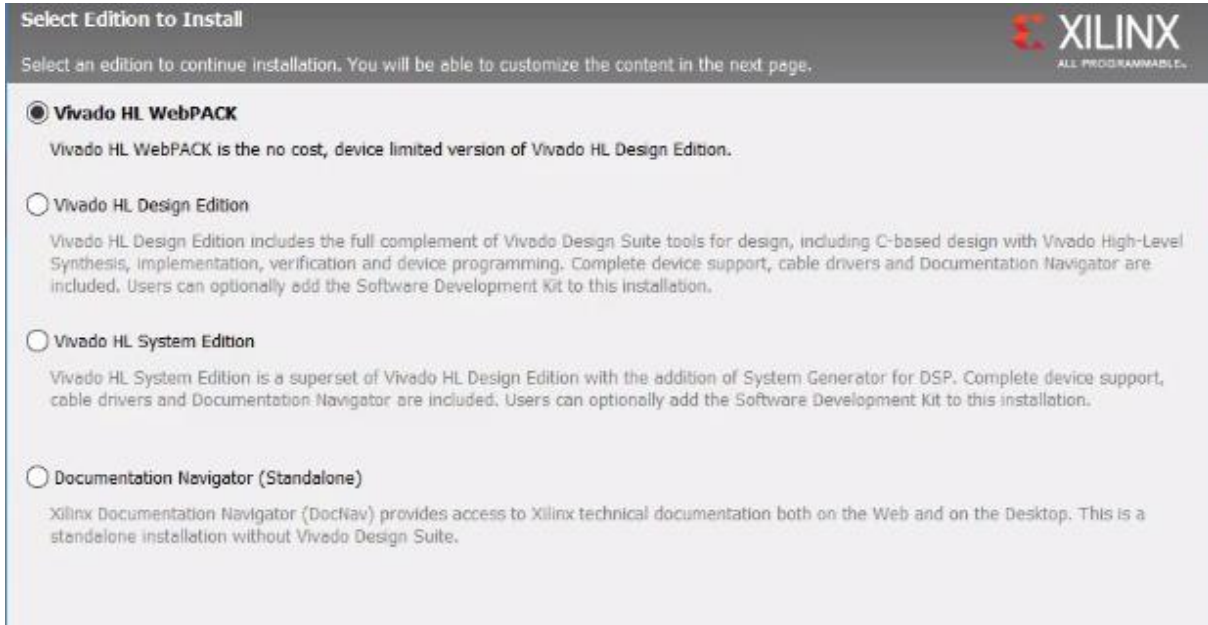 Select Edition to Install
XILINX
ALL PROGRAMMABLE.
Select an edition to continue installation. You will be able to customize the content in the next page.
Vivado HL WebPACK
Vivado HL WebPACK is the no cost, device limited version of Vivado HL Design Edition.
Vivado HL Design Edition
Vivado HL Design Edition includes the full complement of Vivado Design Suite tools for design, including C-based design with Vivado High-Level
Synthesis, implementation, verification and device programming. Complete device support, cable drivers and Documentation Navigator are
included. Users can optionally add the Software Development Kit to this installation.
Vivado HL System Edition
Vivado HL System Edition is a superset of Vivado HL Design Edition with the addition of System Generator for DSP. Complete device support,
cable drivers and Documentation Navigator are included. Users can optionally add the Software Development Kit to this installation.
Documentation Navigator (Standalone)
Xilinx Documentation Navigator (DocNav) provides access to Xilinx technical documentation both on the Web and on the Desktop. This is a
standalone installation without Vivado Design Suite.